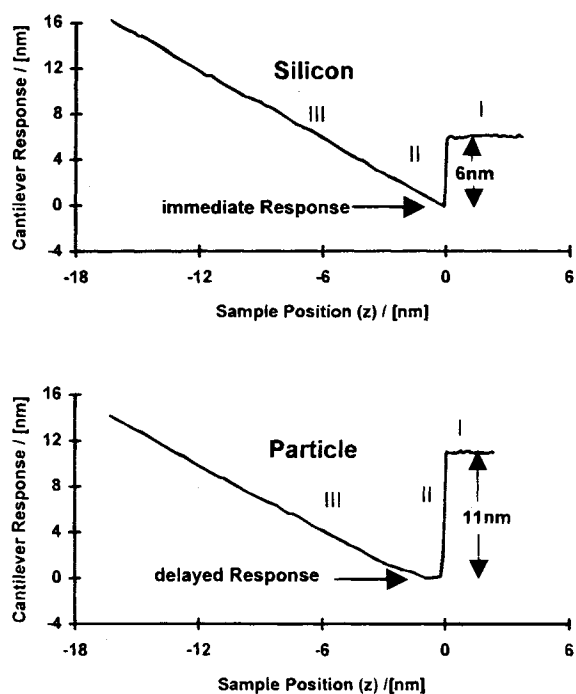 16
12
8
4
0
-4
Cantilever Response / [nm]
Silicon
III
II
I
6nm
immediate Response
-18
-12
-6
0
6
Sample Position (z) / [nm]
16
12
8
4
0
-4
Cantilever Response / [nm]
Particle
III
II
I
11nm
delayed Response
-18
-12
-6
0
6
Sample Position (z) /[nm]